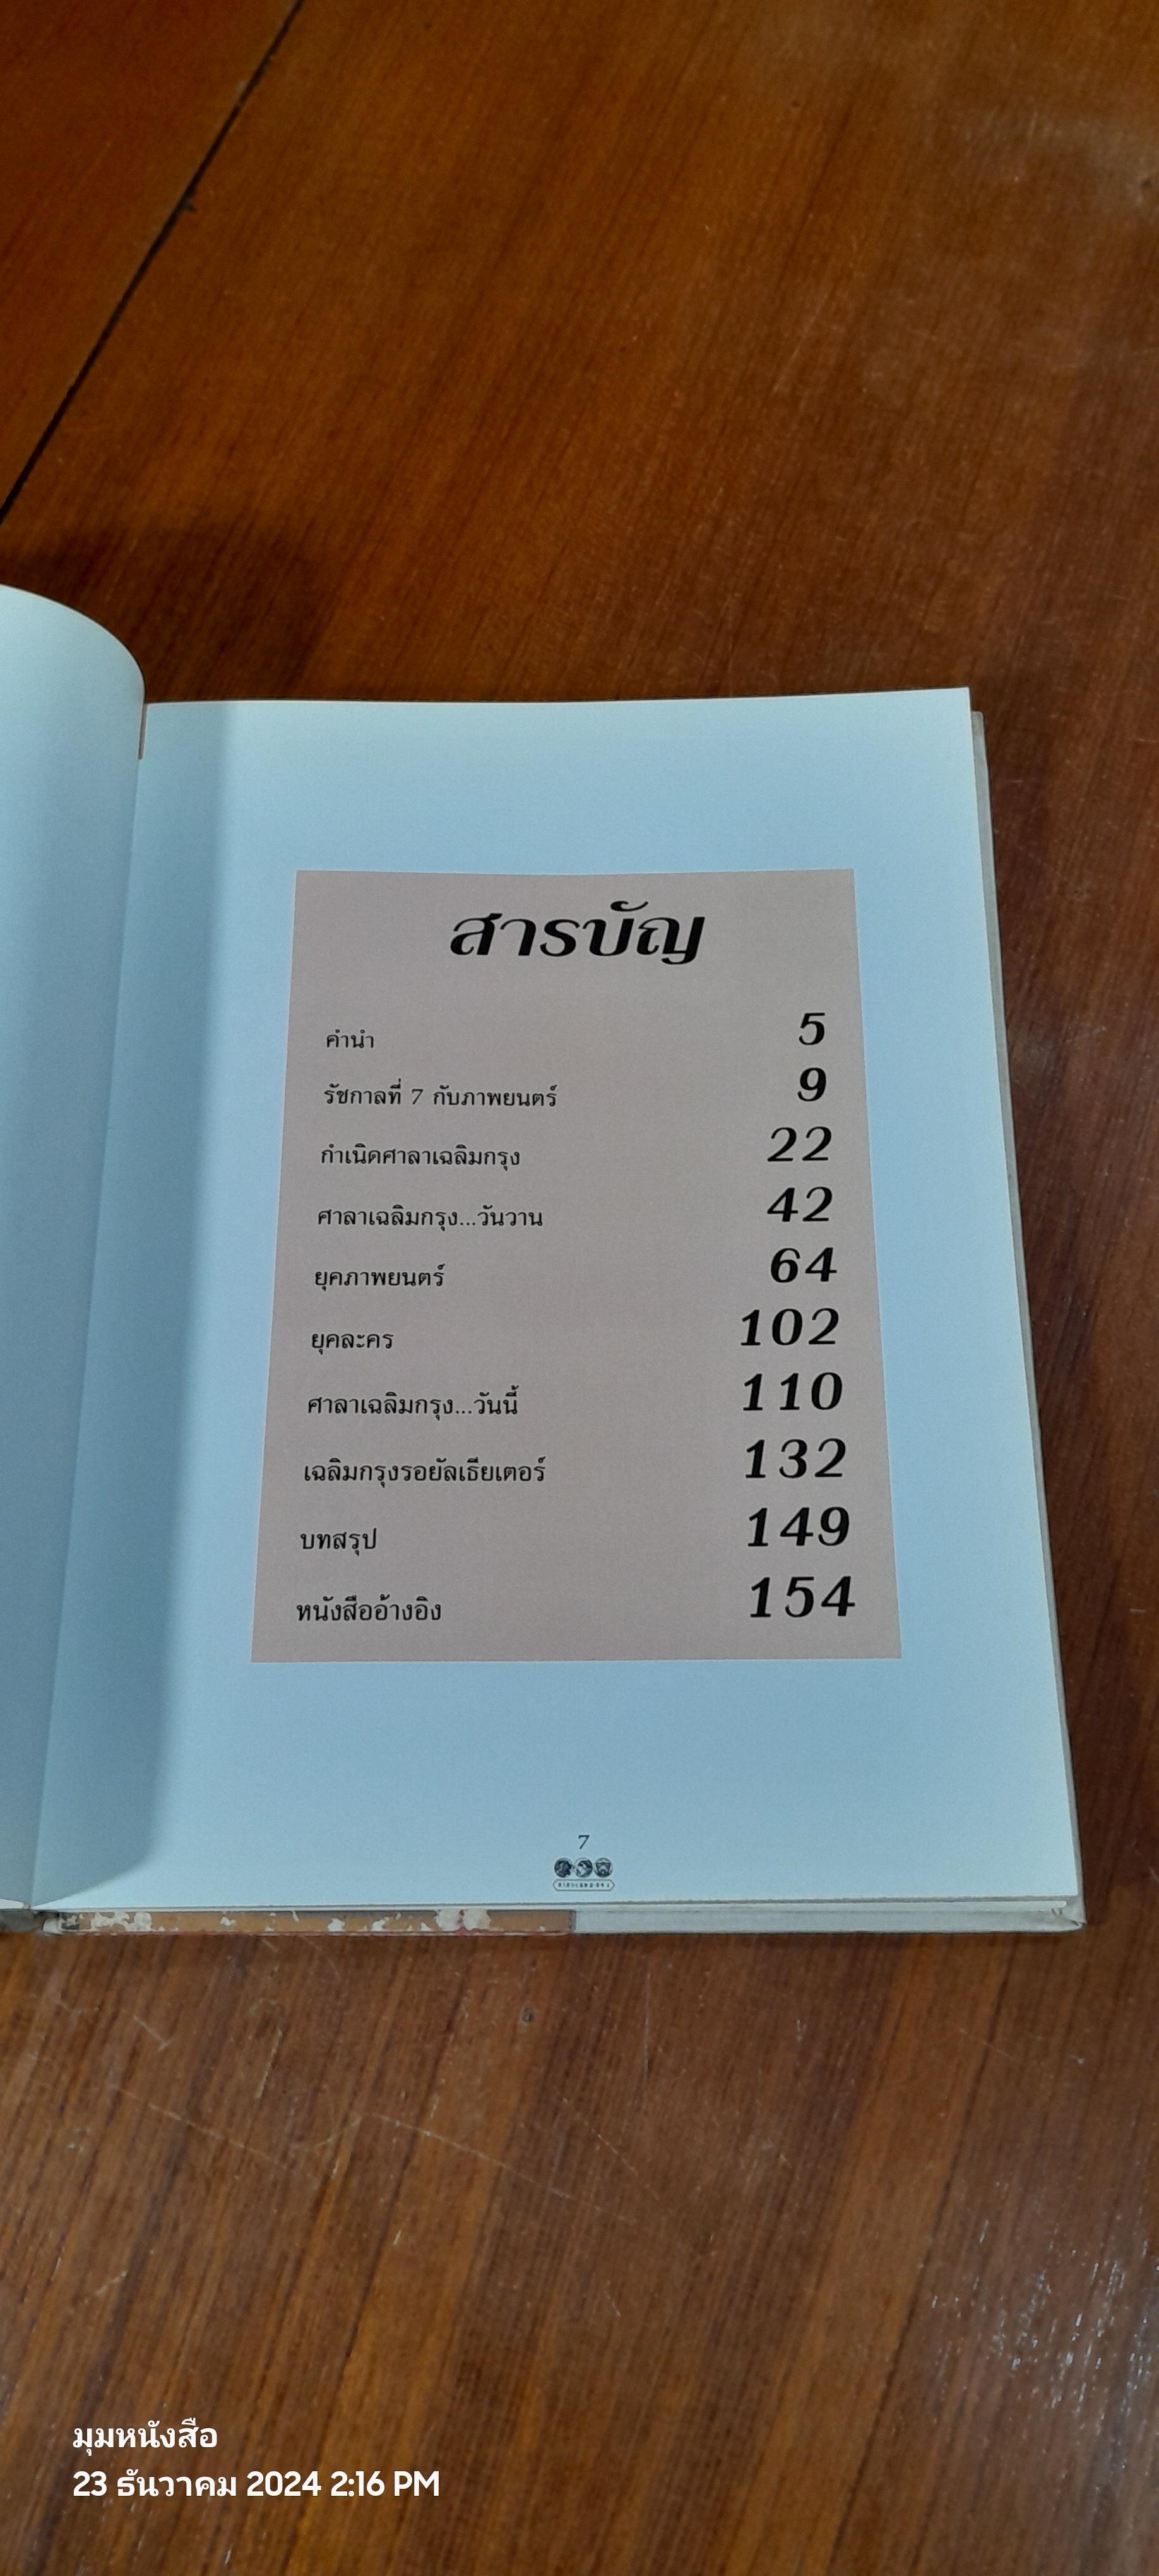 สารบัญ
คำนำ 5
รัชกาลที่ 7 กับภาพยนตร์ 9
กำเนิดศาลาเฉลิมกรุง 22
ศาลาเฉลิมกรุง...วันวาน 42
ยุคภาพยนตร์ 64
ยุคละคร 102
ศาลาเฉลิมกรุง...วันนี้ 110
เฉลิมกรุงรอยัลเธียเตอร์ 132
บทสรุป 149
หนังสืออ้างอิง 154
7
มุมหนังสือ
23 ธันวาคม 2024 2:16 PM